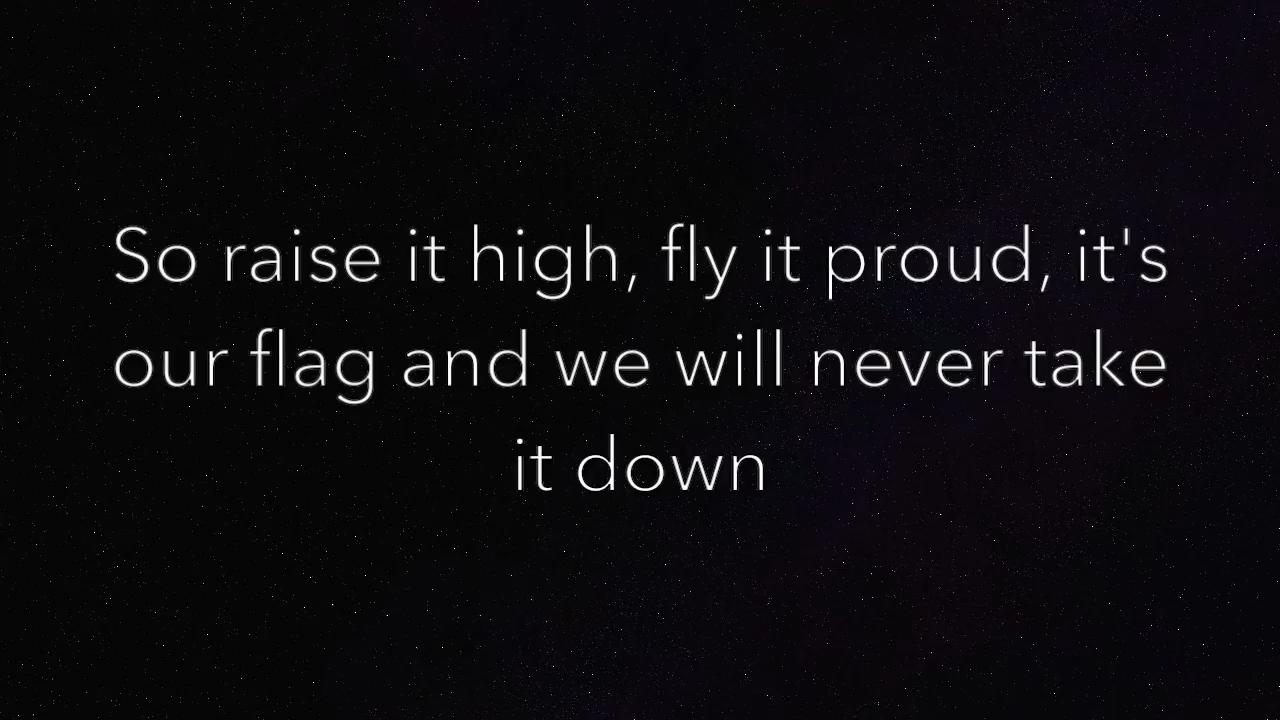 So raise it high, fly it proud, it's
our flag and we will never take
it down